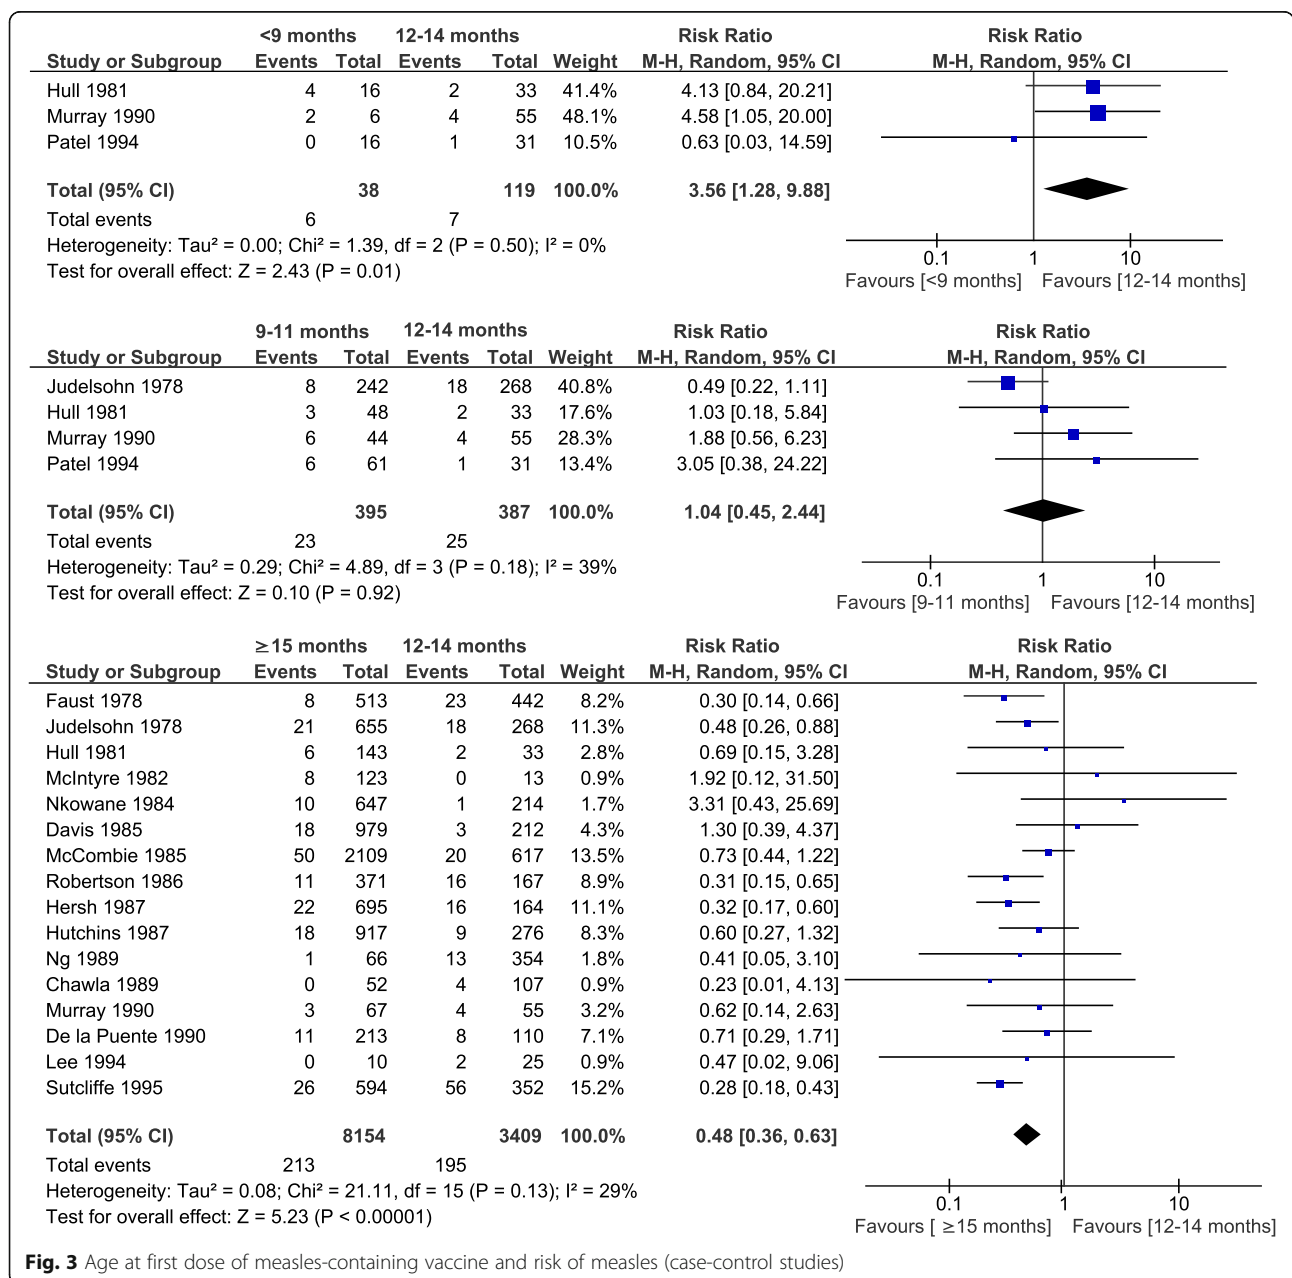 <9 months 12-14 months Risk Ratio Risk Ratio
Study or Subgroup Events Total Events Total Weight M-H, Random, 95% CI M-H, Random, 95% CI
Hull 1981 4 16 2 33 41.4% 4.13 [0.84, 20.21]
Murray 1990 2 6 4 55 48.1% 4.58 [1.05, 20.00]
Patel 1994 0 16 1 31 10.5% 0.63 [0.03, 14.59]
Total (95% CI) 38 119 100.0% 3.56 [1.28, 9.88]
Total events 6 7
Heterogeneity: Tau² = 0.00; Chi² = 1.39, df = 2 (P = 0.50); I² = 0%
Test for overall effect: Z = 2.43 (P = 0.01)
0.1 1 10
Favours [<9 months] Favours [12-14 months]
9-11 months 12-14 months Risk Ratio Risk Ratio
Study or Subgroup Events Total Events Total Weight M-H, Random, 95% CI M-H, Random, 95% CI
Judelsohn 1978 8 242 18 268 40.8% 0.49 [0.22, 1.11]
Hull 1981 3 48 2 33 17.6% 1.03 [0.18, 5.84]
Murray 1990 6 44 4 55 28.3% 1.88 [0.56, 6.23]
Patel 1994 6 61 1 31 13.4% 3.05 [0.38, 24.22]
Total (95% CI) 395 387 100.0% 1.04 [0.45, 2.44]
Total events 23 25
Heterogeneity: Tau² = 0.29; Chi² = 4.89, df = 3 (P = 0.18); I² = 39%
Test for overall effect: Z = 0.10 (P = 0.92)
0.1 1 10
Favours [9-11 months] Favours [12-14 months]
≥15 months 12-14 months Risk Ratio Risk Ratio
Study or Subgroup Events Total Events Total Weight M-H, Random, 95% CI M-H, Random, 95% CI
Faust 1978 8 513 23 442 8.2% 0.30 [0.14, 0.66]
Judelsohn 1978 21 655 18 268 11.3% 0.48 [0.26, 0.88]
Hull 1981 6 143 2 33 2.8% 0.69 [0.15, 3.28]
McIntyre 1982 8 123 0 13 0.9% 1.92 [0.12, 31.50]
Nkowane 1984 10 647 1 214 1.7% 3.31 [0.43, 25.69]
Davis 1985 18 979 3 212 4.3% 1.30 [0.39, 4.37]
McCombie 1985 50 2109 20 617 13.5% 0.73 [0.44, 1.22]
Robertson 1986 11 371 16 167 8.9% 0.31 [0.15, 0.65]
Hersh 1987 22 695 16 164 11.1% 0.32 [0.17, 0.60]
Hutchins 1987 18 917 9 276 8.3% 0.60 [0.27, 1.32]
Ng 1989 1 66 13 354 1.8% 0.41 [0.05, 3.10]
Chawla 1989 0 52 4 107 0.9% 0.23 [0.01, 4.13]
Murray 1990 3 67 4 55 3.2% 0.62 [0.14, 2.63]
De la Puente 1990 11 213 8 110 7.1% 0.71 [0.29, 1.71]
Lee 1994 0 10 2 25 0.9% 0.47 [0.02, 9.06]
Sutcliffe 1995 26 594 56 352 15.2% 0.28 [0.18, 0.43]
Total (95% CI) 8154 3409 100.0% 0.48 [0.36, 0.63]
Total events 213 195
Heterogeneity: Tau² = 0.08; Chi² = 21.11, df = 15 (P = 0.13); I² = 29%
Test for overall effect: Z = 5.23 (P < 0.00001)
0.1 1 10
Favours [ ≥15 months] Favours [12-14 months]
Fig. 3 Age at first dose of measles-containing vaccine and risk of measles (case-control studies)